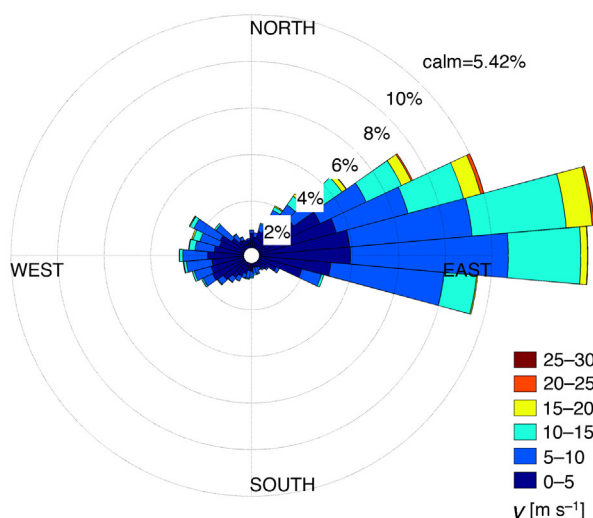 NORTH
calm=5.42%
10%
8%
6%
4%
2%
WEST
EAST
SOUTH
25–30
20–25
15–20
10–15
5–10
0–5
v [m s⁻¹]